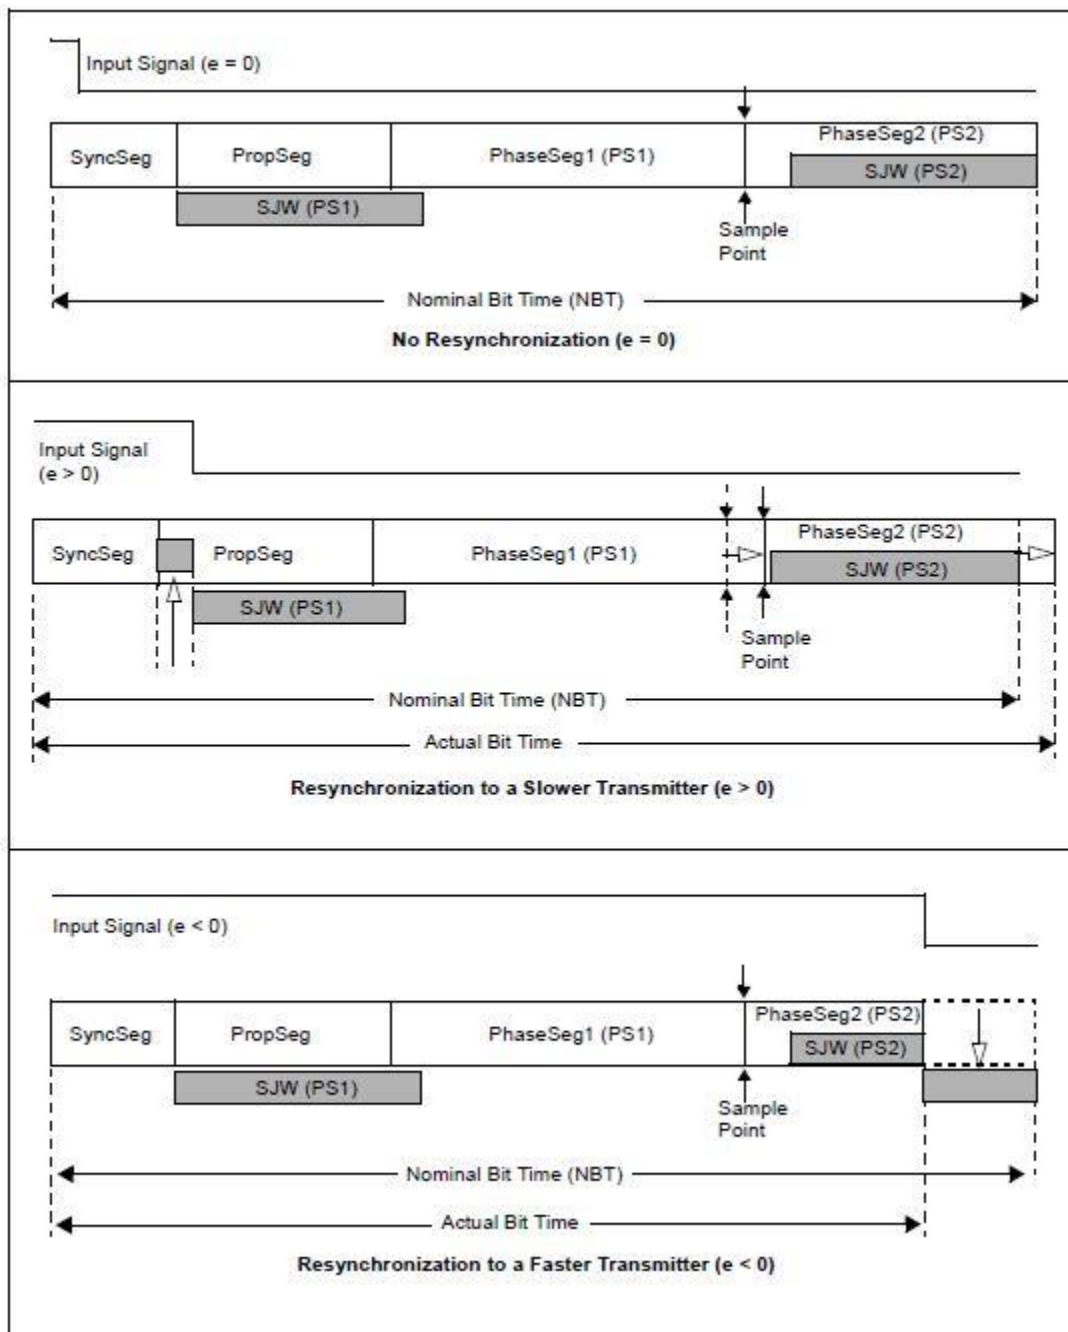 Input Signal (e = 0)
SyncSeg
PropSeg
PhaseSeg1 (PS1)
PhaseSeg2 (PS2)
SJW (PS2)
SJW (PS1)
Sample
Point
Nominal Bit Time (NBT)
No Resynchronization (e = 0)
Input Signal
(e > 0)
SyncSeg
PropSeg
PhaseSeg1 (PS1)
PhaseSeg2 (PS2)
SJW (PS2)
SJW (PS1)
Sample
Point
Nominal Bit Time (NBT)
Actual Bit Time
Resynchronization to a Slower Transmitter (e > 0)
Input Signal (e < 0)
SyncSeg
PropSeg
PhaseSeg1 (PS1)
PhaseSeg2 (PS2)
SJW (PS2)
SJW (PS1)
Sample
Point
Nominal Bit Time (NBT)
Actual Bit Time
Resynchronization to a Faster Transmitter (e < 0)